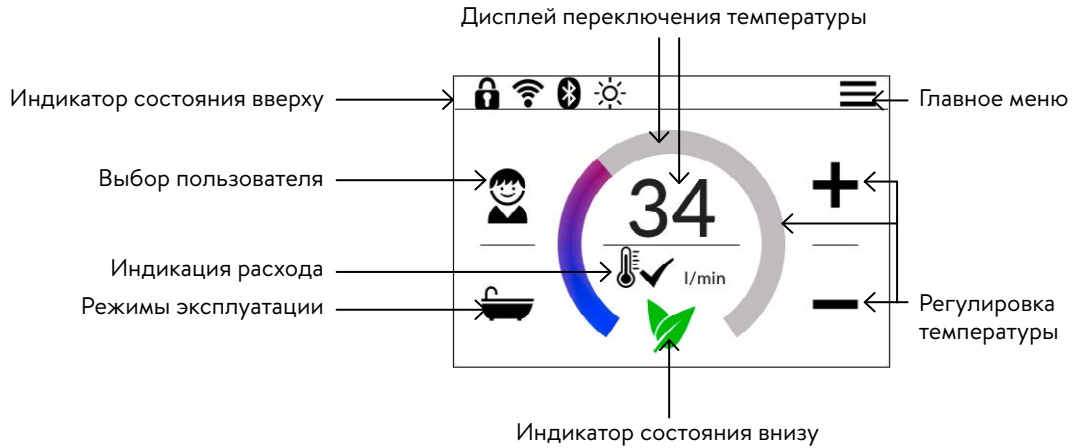 Дисплей переключения температуры
Индикатор состояния вверху
Главное меню
Выбор пользователя
34
Индикация расхода
l/min
Режимы эксплуатации
Регулировка
температуры
Индикатор состояния внизу